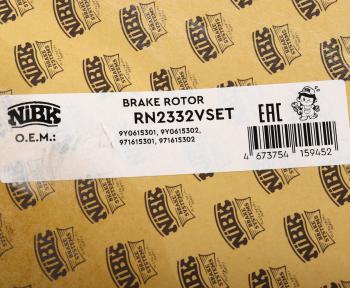 BRAKE ROTOR
NiBK
RN2332VSET
EAC
O.E.M.:
9Y0615301, 9Y0615302,
971615301, 971615302
4 673754 159452